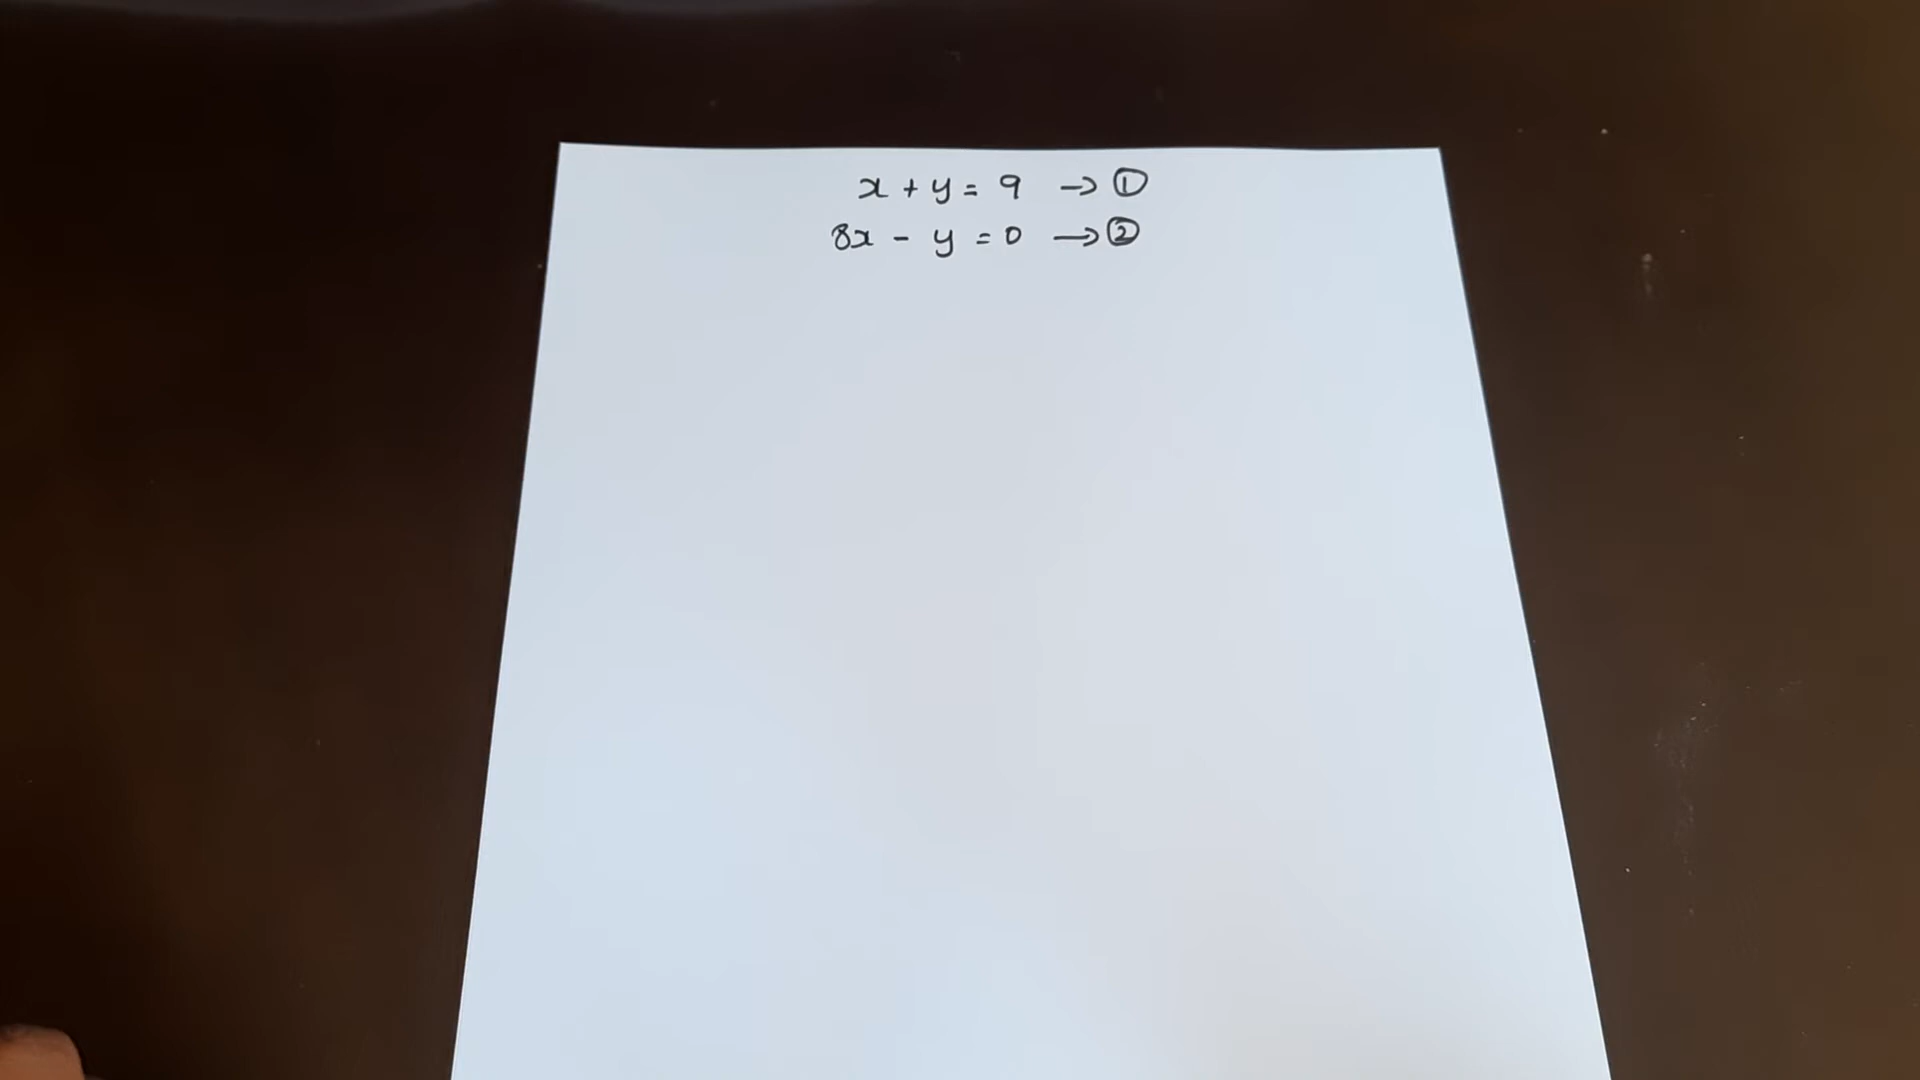 x + y = 9 → ①
8x - y = 0 → ②